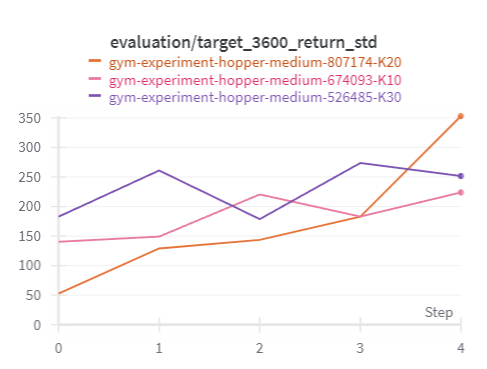 evaluation/target_3600_return_std
gym-experiment-hopper-medium-807174-K20
gym-experiment-hopper-medium-674093-K10
gym-experiment-hopper-medium-526485-K30
350
300
250
200
150
100
50
0
Step
0 1 2 3 4